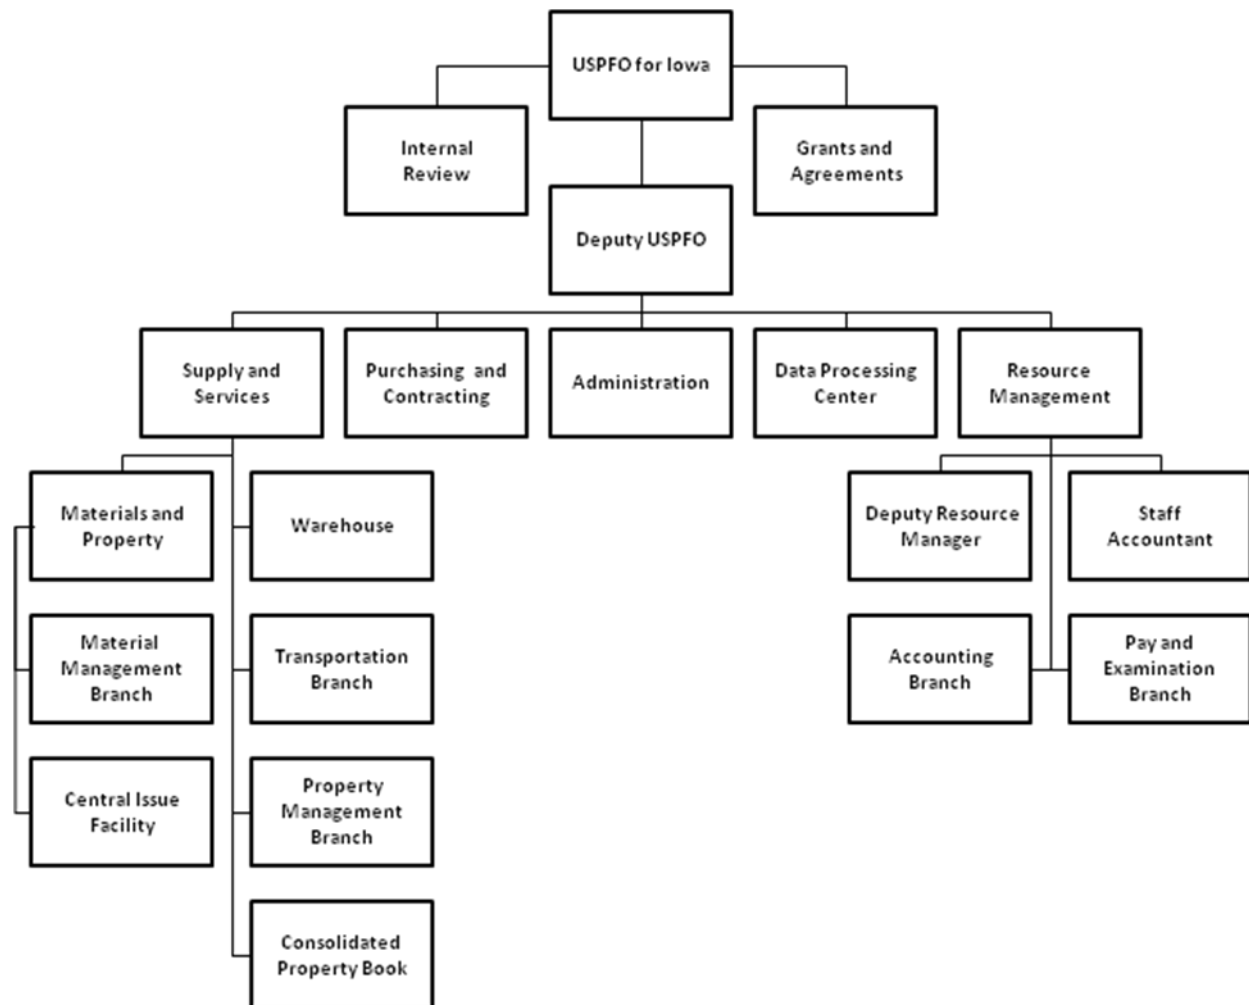 USPFO for Iowa
Internal
Review
Grants and
Agreements
Deputy USPFO
Supply and
Services
Purchasing and
Contracting
Administration
Data Processing
Center
Resource
Management
Materials and
Property
Warehouse
Deputy Resource
Manager
Staff
Accountant
Material
Management
Branch
Transportation
Branch
Accounting
Branch
Pay and
Examination
Branch
Central Issue
Facility
Property
Management
Branch
Consolidated
Property Book